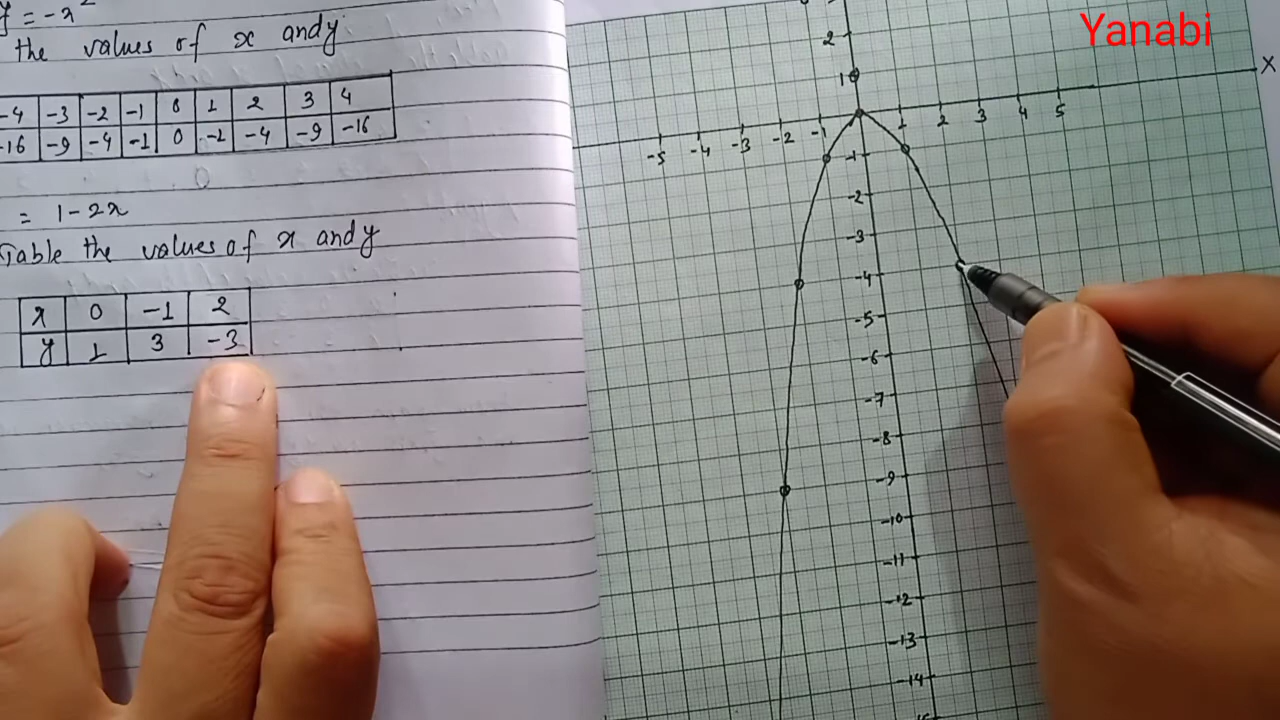 y = -x²
the values of x and y
-4 -3 -2 -1 0 1 2 3 4
-16 -9 -4 -1 0 -1 -4 -9 -16
= 1 - 2x
Table the values of x and y
x 0 -1 2
y 1 3 -3
Yanabi
X
2
1
-5 -4 -3 -2 -1 1 2 3 4 5
-1
-2
-3
-4
-5
-6
-7
-8
-9
-10
-11
-12
-13
-14